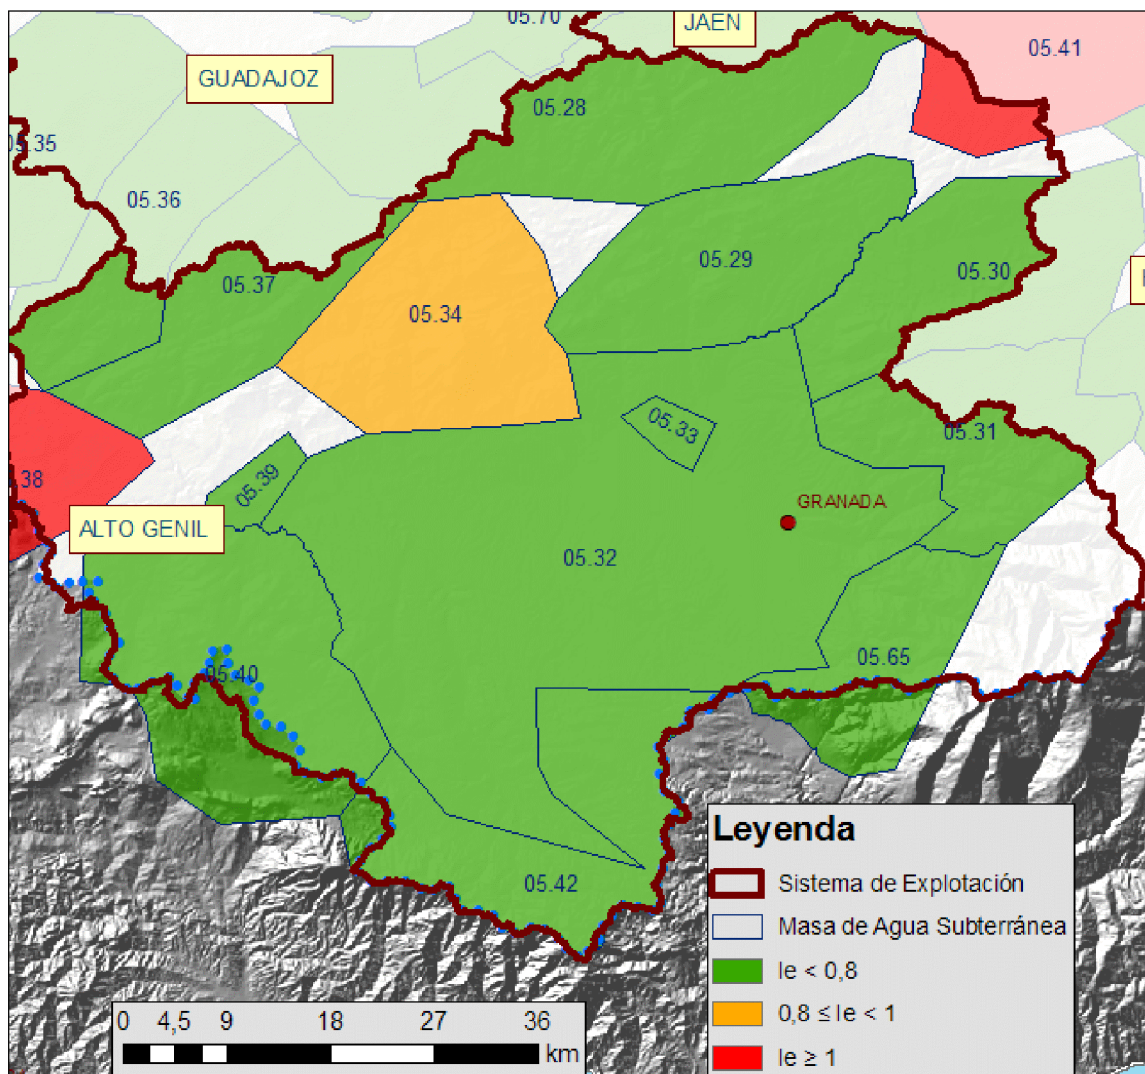 05.70
JAEN
05.41
GUADAJOZ
05.28
05.35
05.36
05.29
05.30
05.37
05.34
05.33
05.31
05.39
.38
GRANADA
ALTO GENIL
05.32
05.40
05.65
05.42
Leyenda
Sistema de Explotación
Masa de Agua Subterránea
Ie < 0,8
0,8 ≤ Ie < 1
Ie ≥ 1
0 4,5 9 18 27 36
km